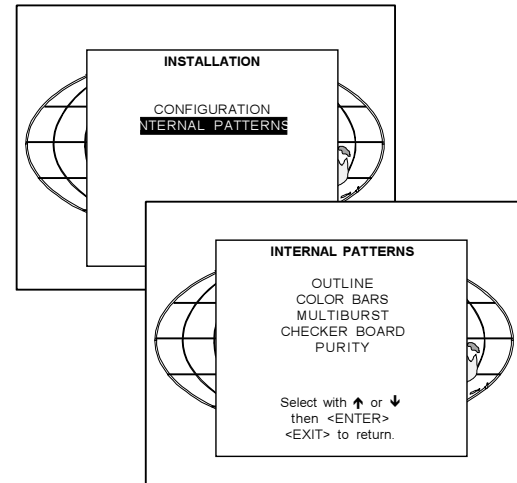 INSTALLATION
CONFIGURATION
INTERNAL PATTERNS
INTERNAL PATTERNS
OUTLINE
COLOR BARS
MULTIBURST
CHECKER BOARD
PURITY
Select with ↑ or ↓
then <ENTER>
<EXIT> to return.